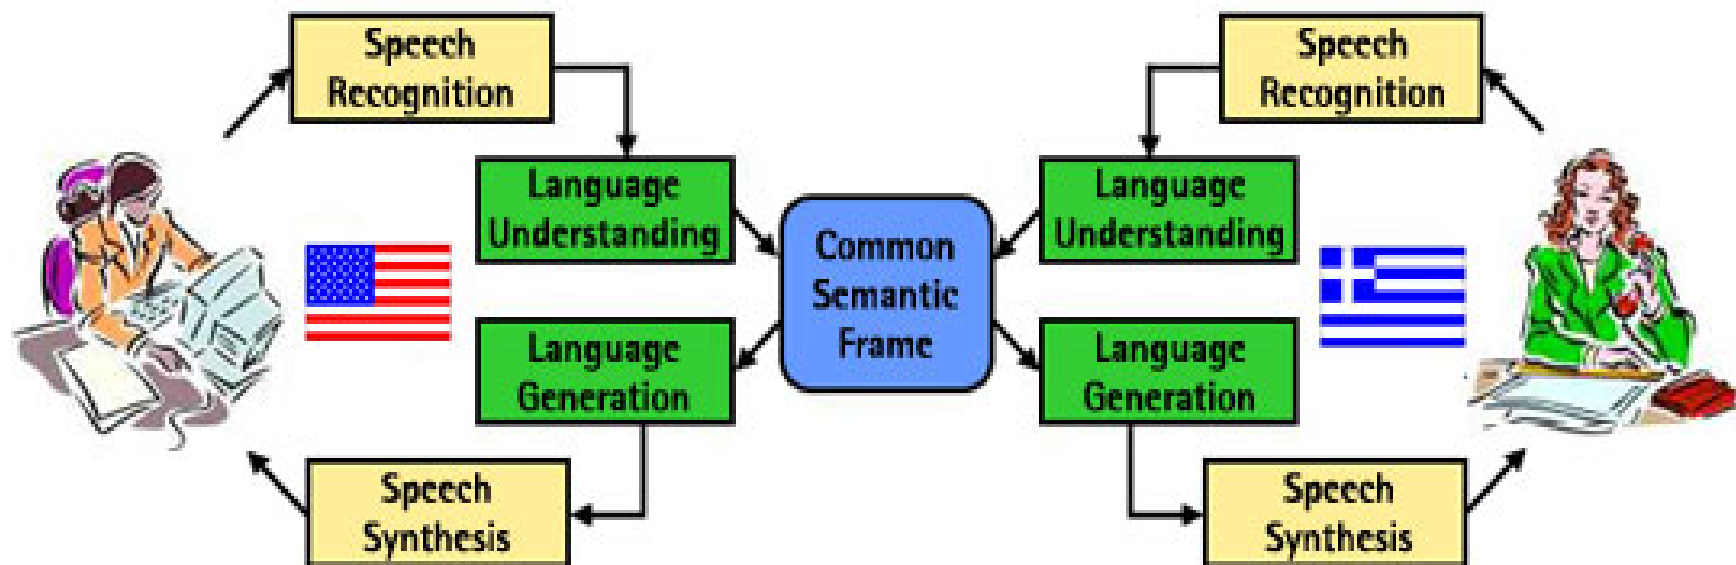 Speech
Recognition
Speech
Recognition
Language
Understanding
Language
Understanding
Common
Semantic
Frame
Language
Generation
Language
Generation
Speech
Synthesis
Speech
Synthesis